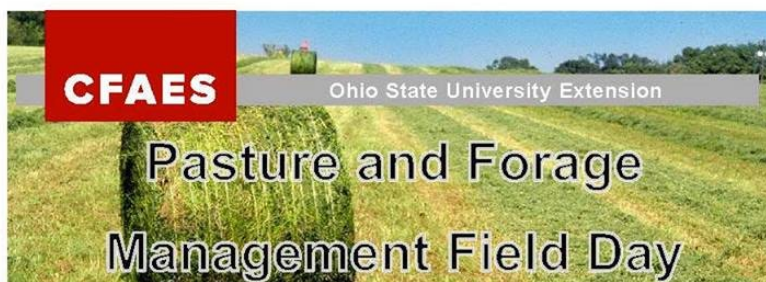 CFAES
Ohio State University Extension
Pasture and Forage
Management Field Day